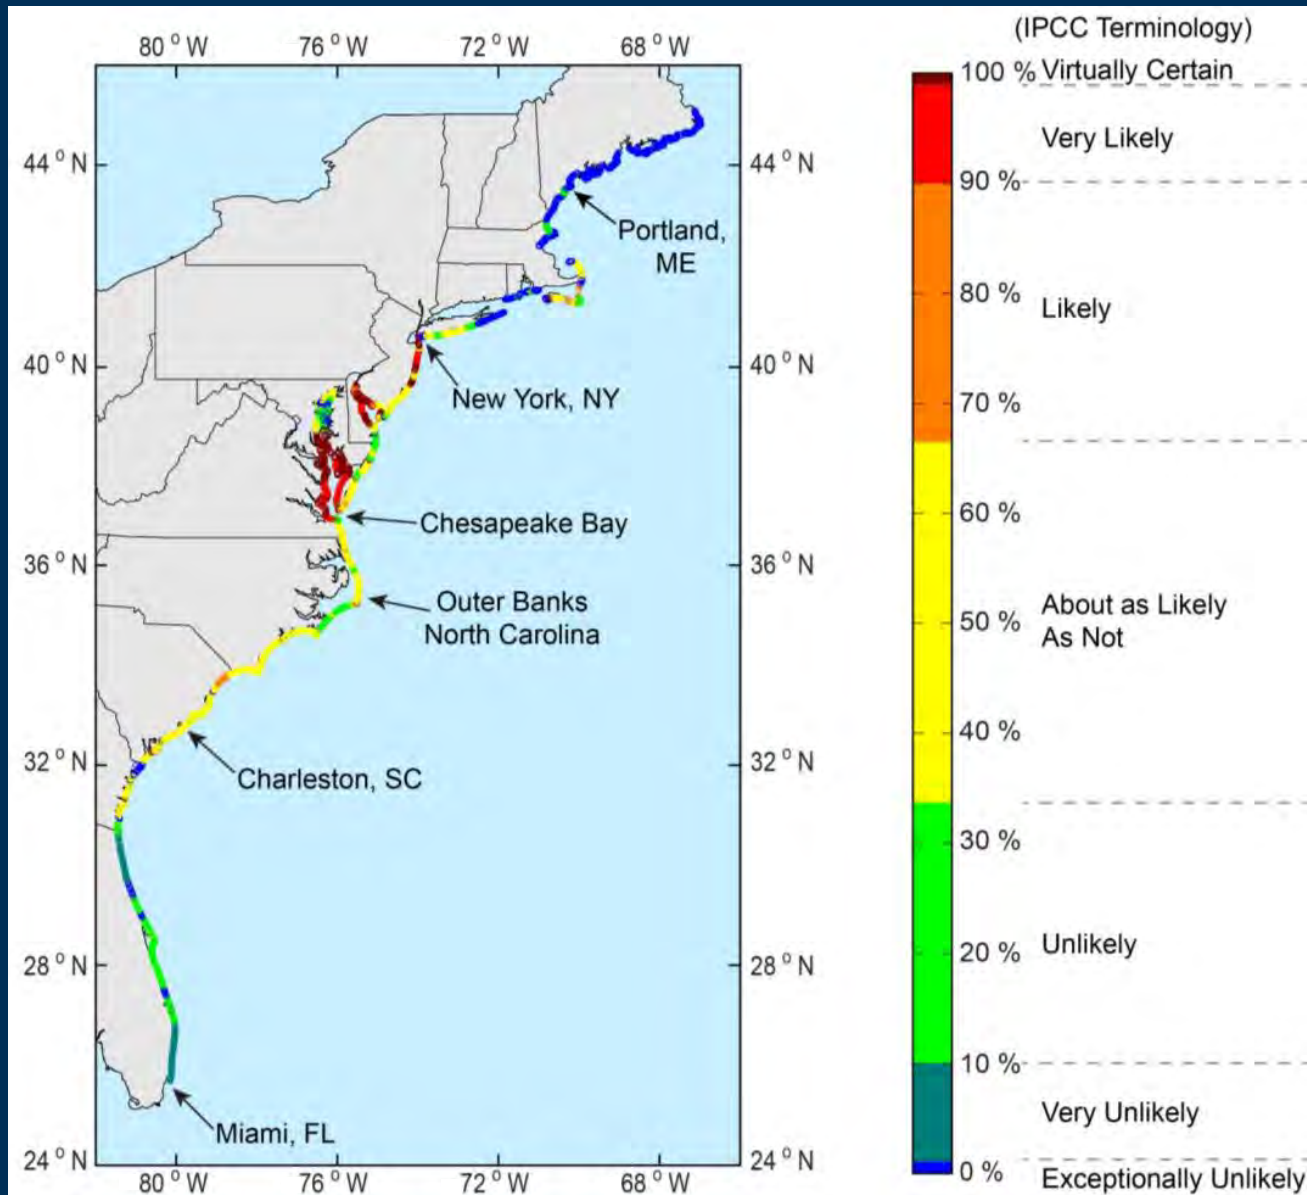 (IPCC Terminology)
80 °W 76 °W 72 °W 68 °W
100 % Virtually Certain
Very Likely
44 °N 44 °N
90 %
Portland,
ME
80 %
Likely
40 °N 40 °N
New York, NY
70 %
60 %
Chesapeake Bay
36 °N 36 °N
Outer Banks
North Carolina
About as Likely
As Not
50 %
40 %
32 °N 32 °N
Charleston, SC
30 %
Unlikely
20 %
28 °N 28 °N
10 %
Very Unlikely
Miami, FL
24 °N 24 °N
0 %
Exceptionally Unlikely
80 °W 76 °W 72 °W 68 °W